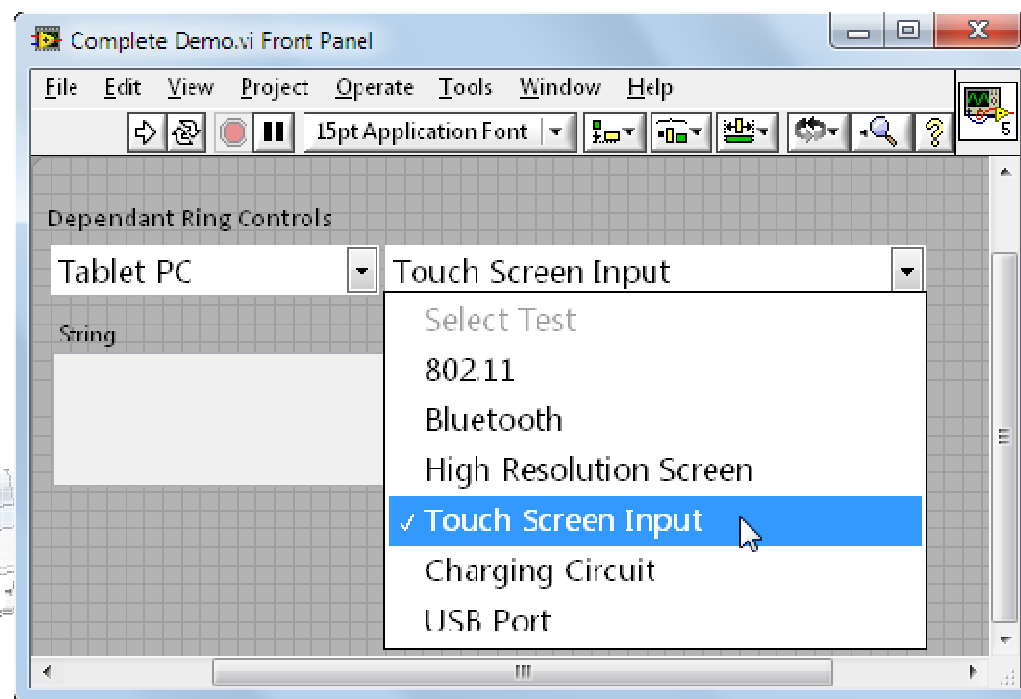 Complete Demo.vi Front Panel
File Edit View Project Operate Tools Window Help
15pt Application Font
5
Dependant Ring Controls
Tablet PC
Touch Screen Input
String
Select Test
802.11
Bluetooth
High Resolution Screen
✓ Touch Screen Input
Charging Circuit
USB Port